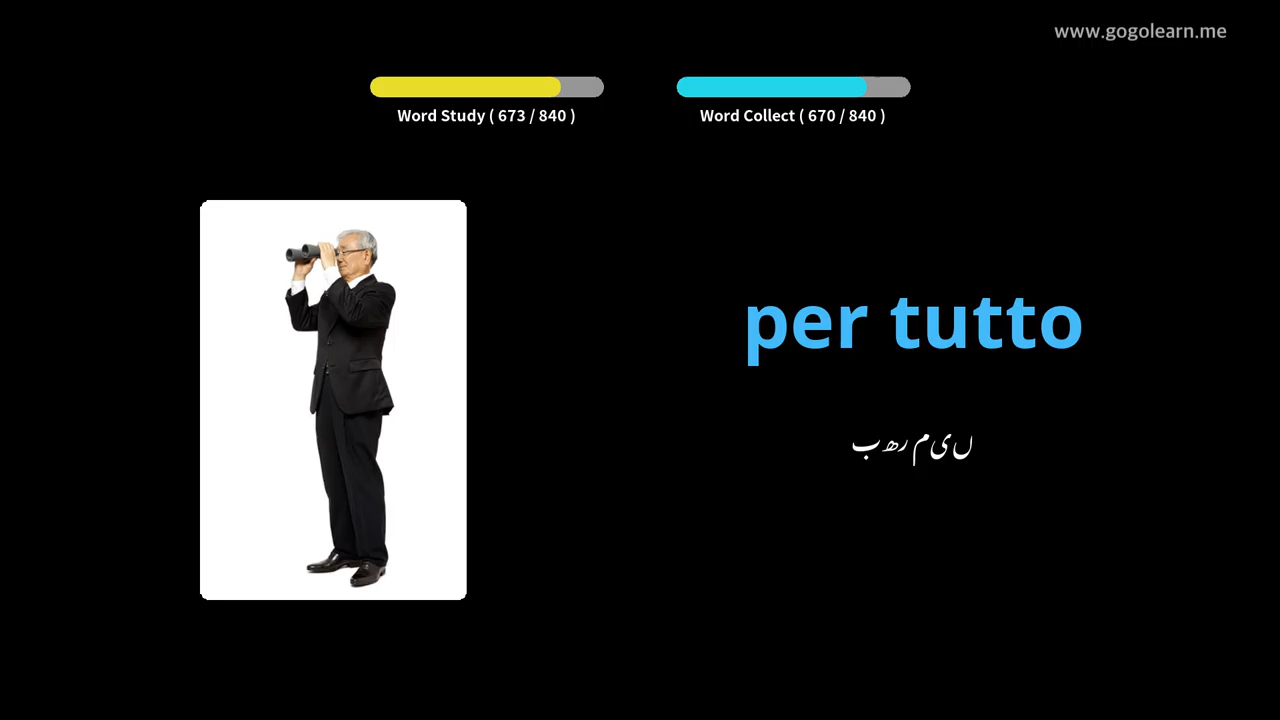 www.gogolearn.me
Word Study ( 673 / 840 )
Word Collect ( 670 / 840 )
per tutto
بھر میں